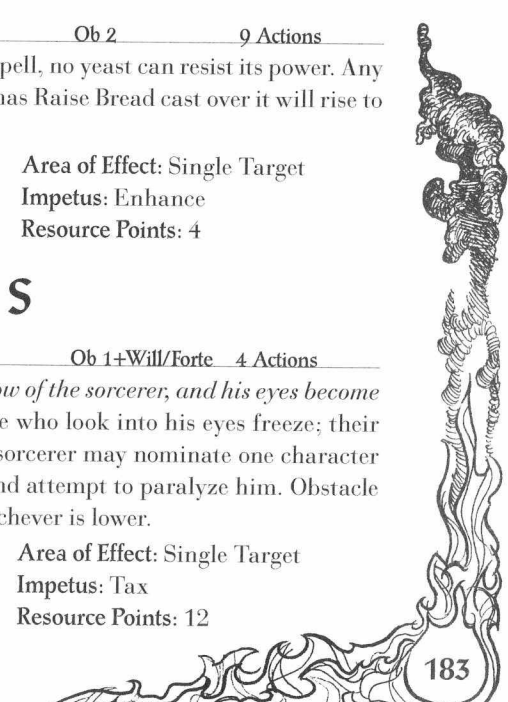 Ob 2 9 Actions
pell, no yeast can resist its power. Any
has Raise Bread cast over it will rise to
Area of Effect: Single Target
Impetus: Enhance
Resource Points: 4
S
Ob 1+Will/Forte 4 Actions
ow of the sorcerer, and his eyes become
e who look into his eyes freeze; their
sorcerer may nominate one character
nd attempt to paralyze him. Obstacle
chever is lower.
Area of Effect: Single Target
Impetus: Tax
Resource Points: 12
183